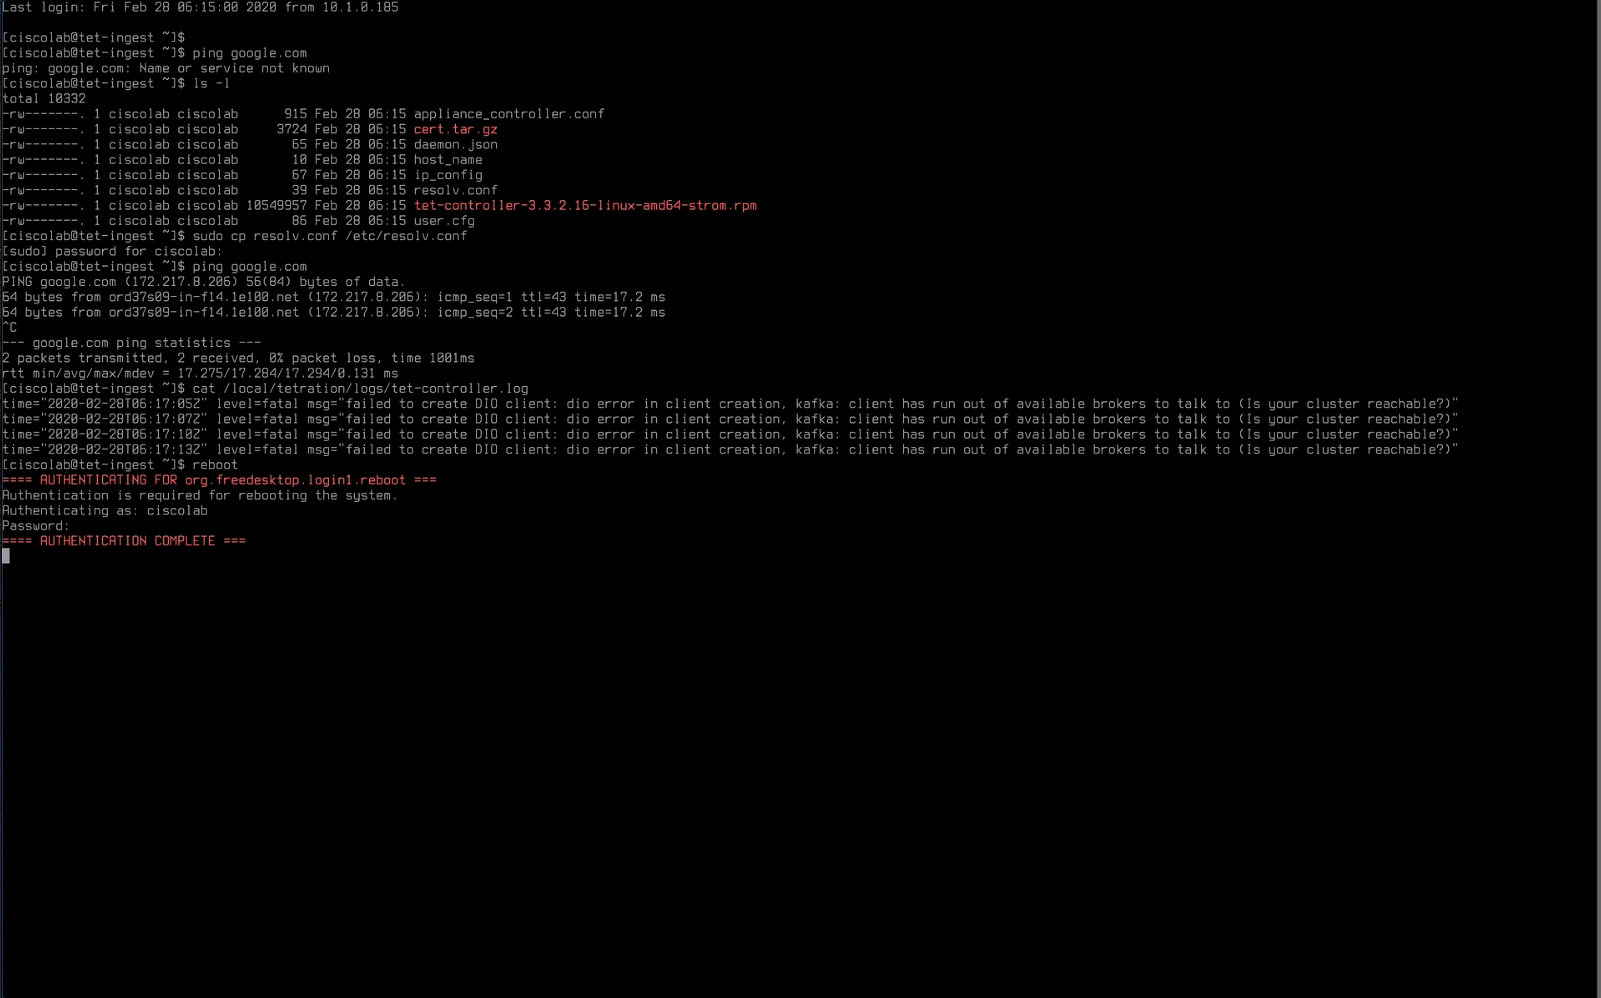 Last login: Fri Feb 28 06:15:00 2020 from 10.1.0.185
[ciscolab@tet-ingest ~]$
[ciscolab@tet-ingest ~]$ ping google.com
ping: google.com: Name or service not known
[ciscolab@tet-ingest ~]$ ls -l
total 10332
-rw-------. 1 ciscolab ciscolab      915 Feb 28 06:15 appliance_controller.conf
-rw-------. 1 ciscolab ciscolab     3724 Feb 28 06:15 cert.tar.gz
-rw-------. 1 ciscolab ciscolab       65 Feb 28 06:15 daemon.json
-rw-------. 1 ciscolab ciscolab       10 Feb 28 06:15 host_name
-rw-------. 1 ciscolab ciscolab       67 Feb 28 06:15 ip_config
-rw-------. 1 ciscolab ciscolab       39 Feb 28 06:15 resolv.conf
-rw-------. 1 ciscolab ciscolab 10549957 Feb 28 06:15 tet-controller-3.3.2.16-linux-amd64-strom.rpm
-rw-------. 1 ciscolab ciscolab       86 Feb 28 06:15 user.cfg
[ciscolab@tet-ingest ~]$ sudo cp resolv.conf /etc/resolv.conf
[sudo] password for ciscolab:
[ciscolab@tet-ingest ~]$ ping google.com
PING google.com (172.217.8.206) 56(84) bytes of data.
64 bytes from ord37s09-in-f14.1e100.net (172.217.8.206): icmp_seq=1 ttl=43 time=17.2 ms
64 bytes from ord37s09-in-f14.1e100.net (172.217.8.206): icmp_seq=2 ttl=43 time=17.2 ms
^C
--- google.com ping statistics ---
2 packets transmitted, 2 received, 0% packet loss, time 1001ms
rtt min/avg/max/mdev = 17.275/17.284/17.294/0.131 ms
[ciscolab@tet-ingest ~]$ cat /local/tetration/logs/tet-controller.log
time="2020-02-28T06:17:05Z" level=fatal msg="failed to create DIO client: dio error in client creation, kafka: client has run out of available brokers to talk to (Is your cluster reachable?)"
time="2020-02-28T06:17:07Z" level=fatal msg="failed to create DIO client: dio error in client creation, kafka: client has run out of available brokers to talk to (Is your cluster reachable?)"
time="2020-02-28T06:17:10Z" level=fatal msg="failed to create DIO client: dio error in client creation, kafka: client has run out of available brokers to talk to (Is your cluster reachable?)"
time="2020-02-28T06:17:13Z" level=fatal msg="failed to create DIO client: dio error in client creation, kafka: client has run out of available brokers to talk to (Is your cluster reachable?)"
[ciscolab@tet-ingest ~]$ reboot
==== AUTHENTICATING FOR org.freedesktop.login1.reboot ===
Authentication is required for rebooting the system.
Authenticating as: ciscolab
Password:
==== AUTHENTICATION COMPLETE ===